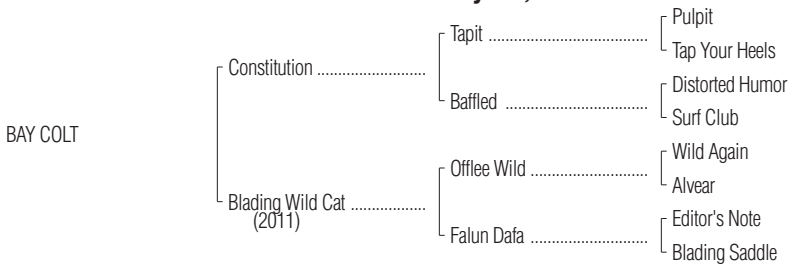 Pulpit
Tapit ......................................................
Tap Your Heels
Constitution ..........................
Distorted Humor
Baffled ................................................
Surf Club
BAY COLT
Wild Again
Offlee Wild ........................................
Alvear
Blading Wild Cat ..................
(2011)
Editor's Note
Falun Dafa ........................................
Blading Saddle